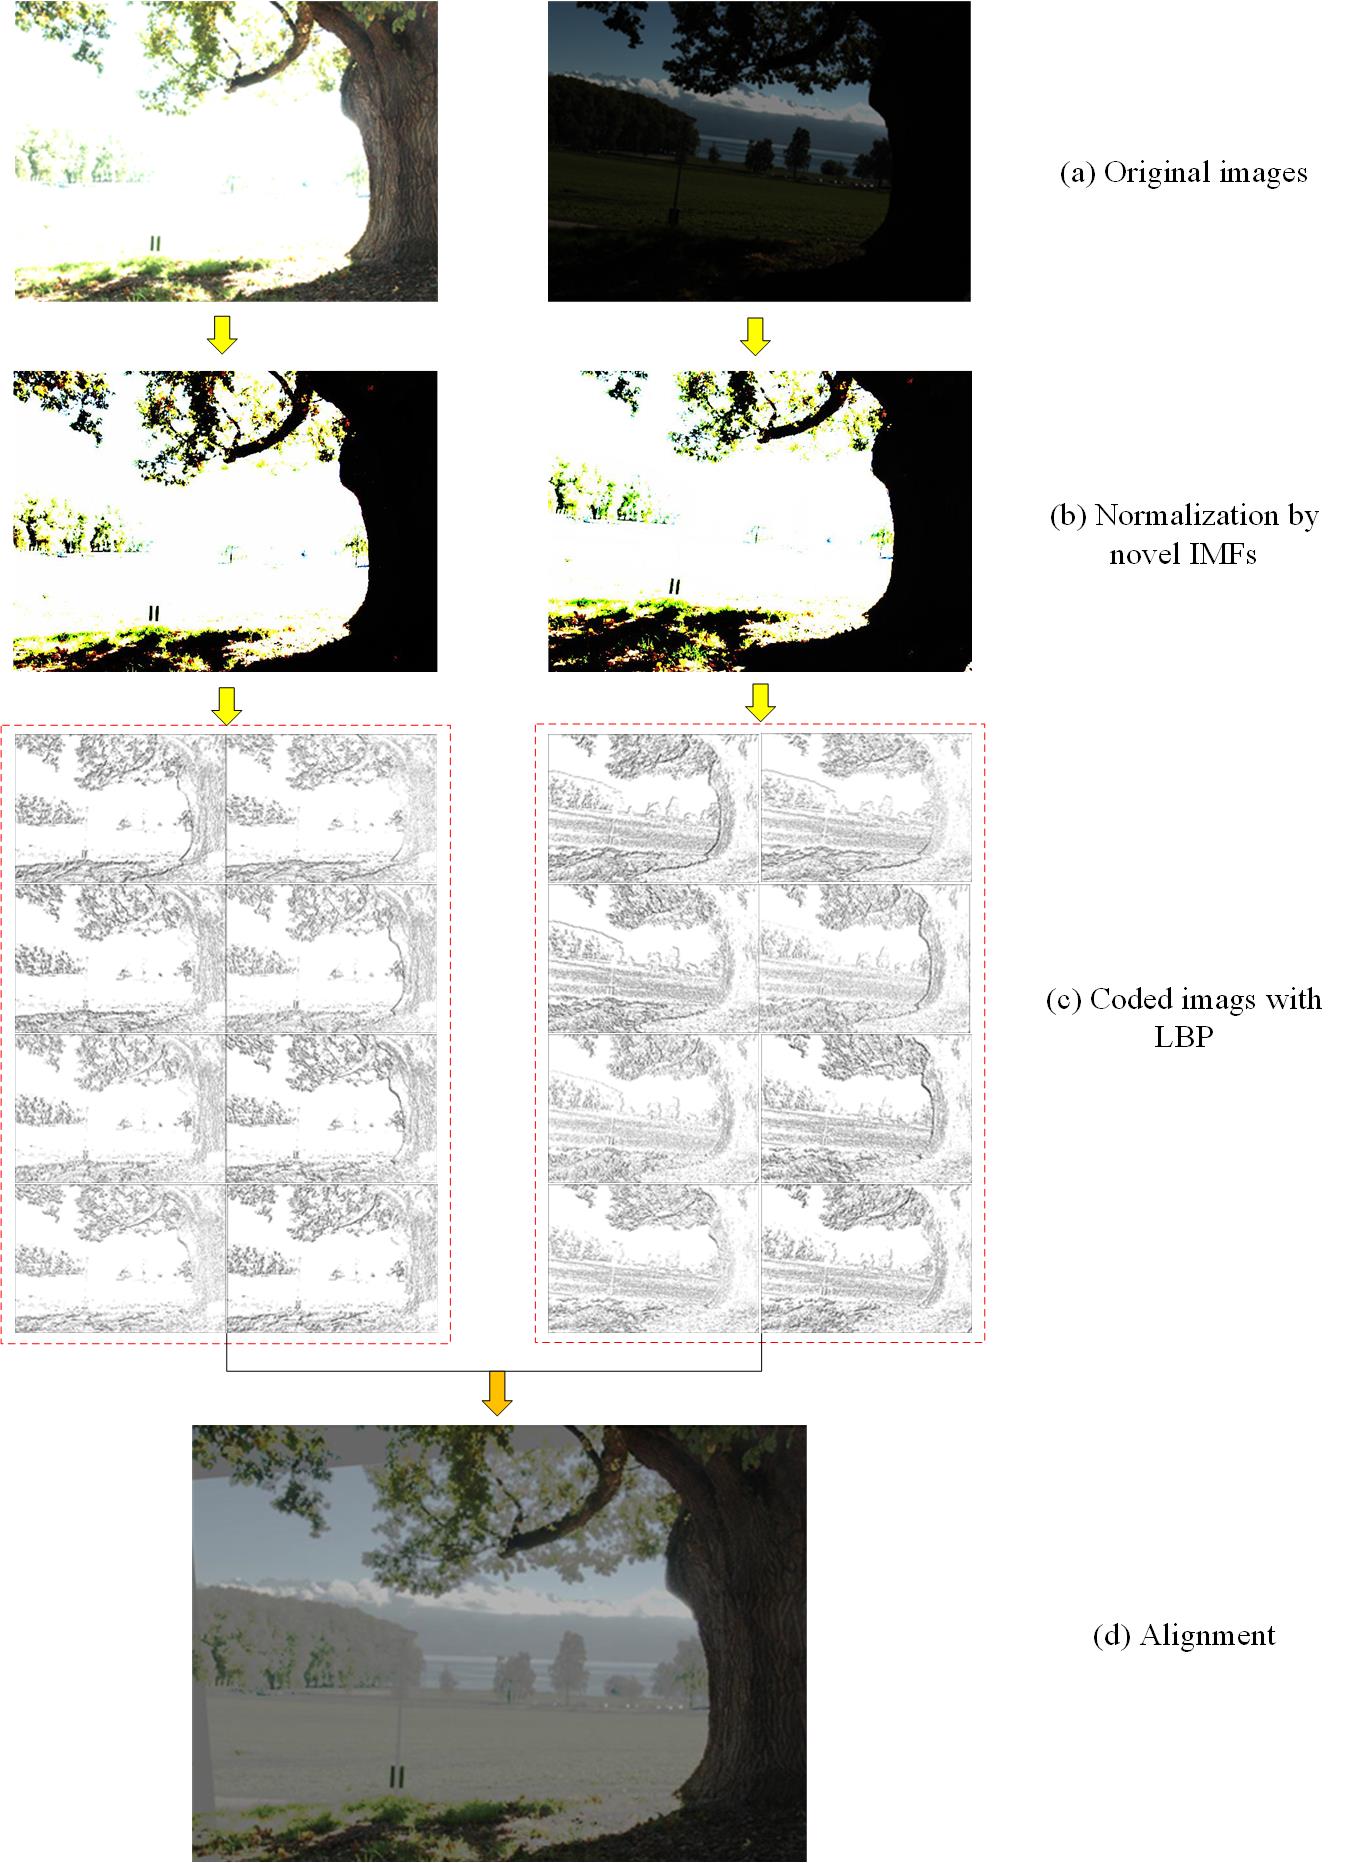 (a) Original images
(b) Normalization by
novel IMFs
(c) Coded imags with
LBP
(d) Alignment